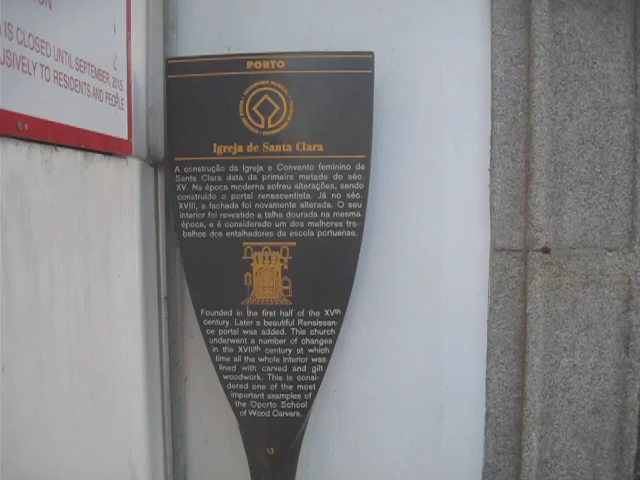 ON
IS CLOSED UNTIL SEPTEMBER, 2015
USIVELY TO RESIDENTS AND PEOPLE
PORTO
Igreja de Santa Clara
A construção da Igreja e Convento feminino de
Santa Clara data da primeira metade do séc.
XV. Na época moderna sofreu alterações, sendo
construído o portal renascentista. Já no séc.
XVIII, a fachada foi novamente alterada. O seu
interior foi revestido a talha dourada na mesma
época, e é considerado um dos melhores tra-
balhos dos entalhadores da escola portuense.
Founded in the first half of the XVth
century. Later a beautiful Renaissan-
ce portal was added. This church
underwent a number of changes
in the XVIIIth century at which
time all the whole interior was
lined with carved and gilt
woodwork. This is consi-
dered one of the most
important examples of
the Oporto School
of Wood Carvers.
13